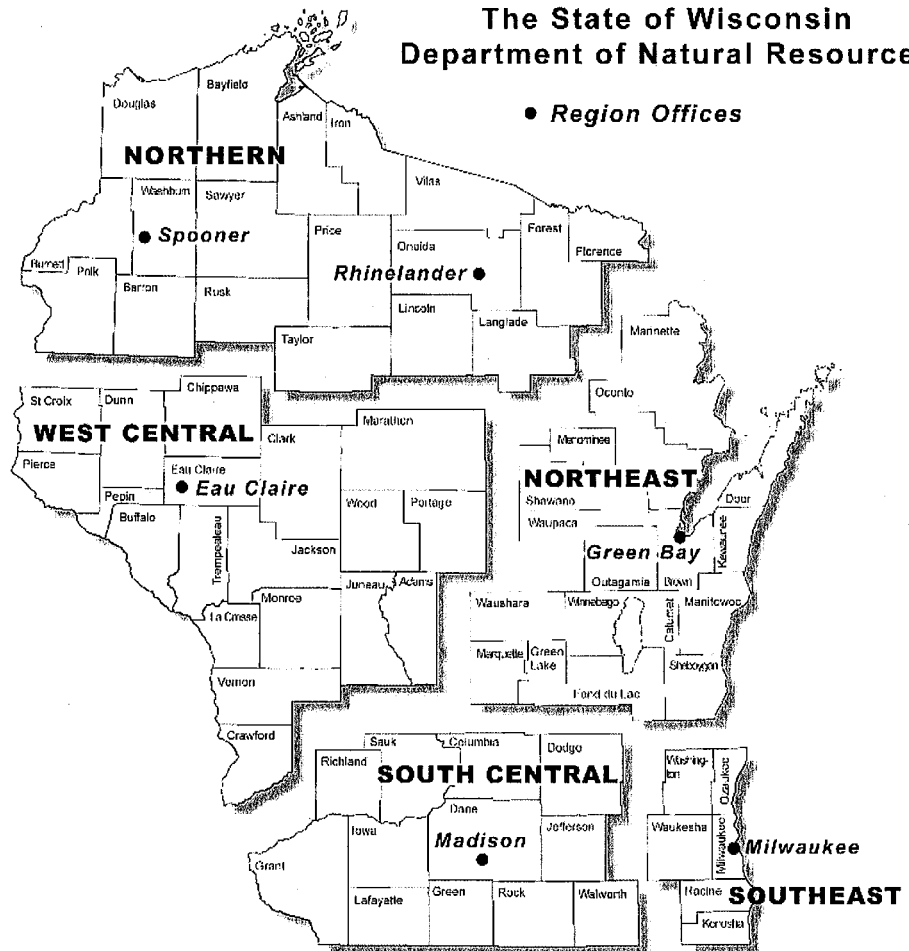 The State of Wisconsin
Department of Natural Resource
● Region Offices
Bayfield
Douglas
Ashland
Iron
NORTHERN
Vilas
Washburn
Sawyer
Spooner
Price
Forest
Oneida
Florence
Rhinelander
Burnett
Polk
Barron
Rusk
Lincoln
Langlade
Taylor
Marinette
Chippewa
St Croix
Dunn
Oconto
Marathon
WEST CENTRAL
Clark
Menominee
Pierce
Eau Claire
Eau Claire
NORTHEAST
Pepin
Wood
Portage
Shawano
Door
Buffalo
Waupaca
Trempealeau
Kewaunee
Jackson
Green Bay
Juneau
Adams
Outagamie
Brown
Monroe
Waushara
Winnebago
Calumet
Manitowoc
La Crosse
Marquette
Green
Lake
Sheboygan
Vernon
Fond du Lac
Crawford
Sauk
Columbia
Dodge
Richland
Washing-
ton
Ozaukee
SOUTH CENTRAL
Dane
Iowa
Jefferson
Waukesha
Milwaukee
Madison
Milwaukee
Grant
Lafayette
Green
Rock
Walworth
Racine
SOUTHEAST
Kenosha